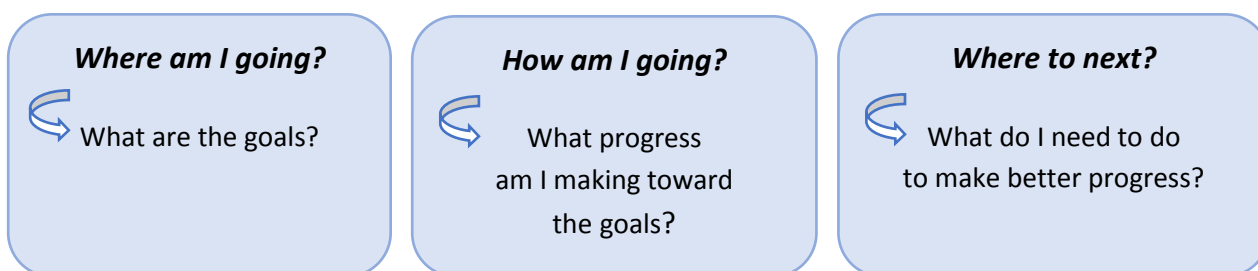 Where am I going?
What are the goals?
How am I going?
What progress
am I making toward
the goals?
Where to next?
What do I need to do
to make better progress?